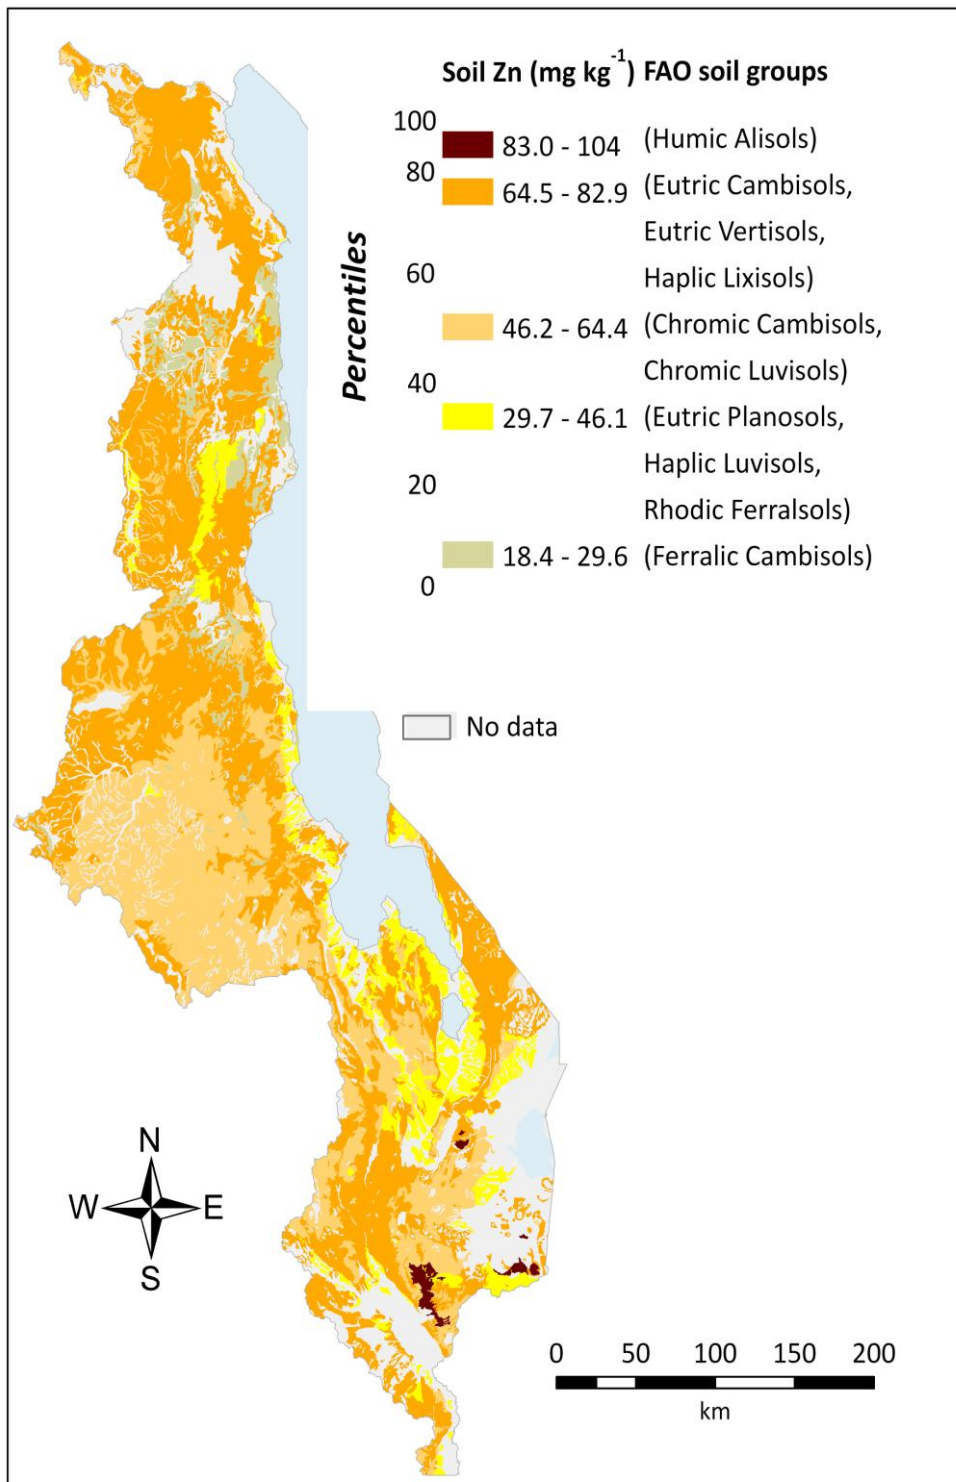 Soil Zn (mg kg⁻¹) FAO soil groups
Percentiles
100
83.0 - 104 (Humic Alisols)
80
64.5 - 82.9 (Eutric Cambisols,
Eutric Vertisols,
60
Haplic Lixisols)
46.2 - 64.4 (Chromic Cambisols,
Chromic Luvisols)
40
29.7 - 46.1 (Eutric Planosols,
Haplic Luvisols,
20
Rhodic Ferralsols)
18.4 - 29.6 (Ferralic Cambisols)
0
No data
N
W E
S
0 50 100 150 200
km